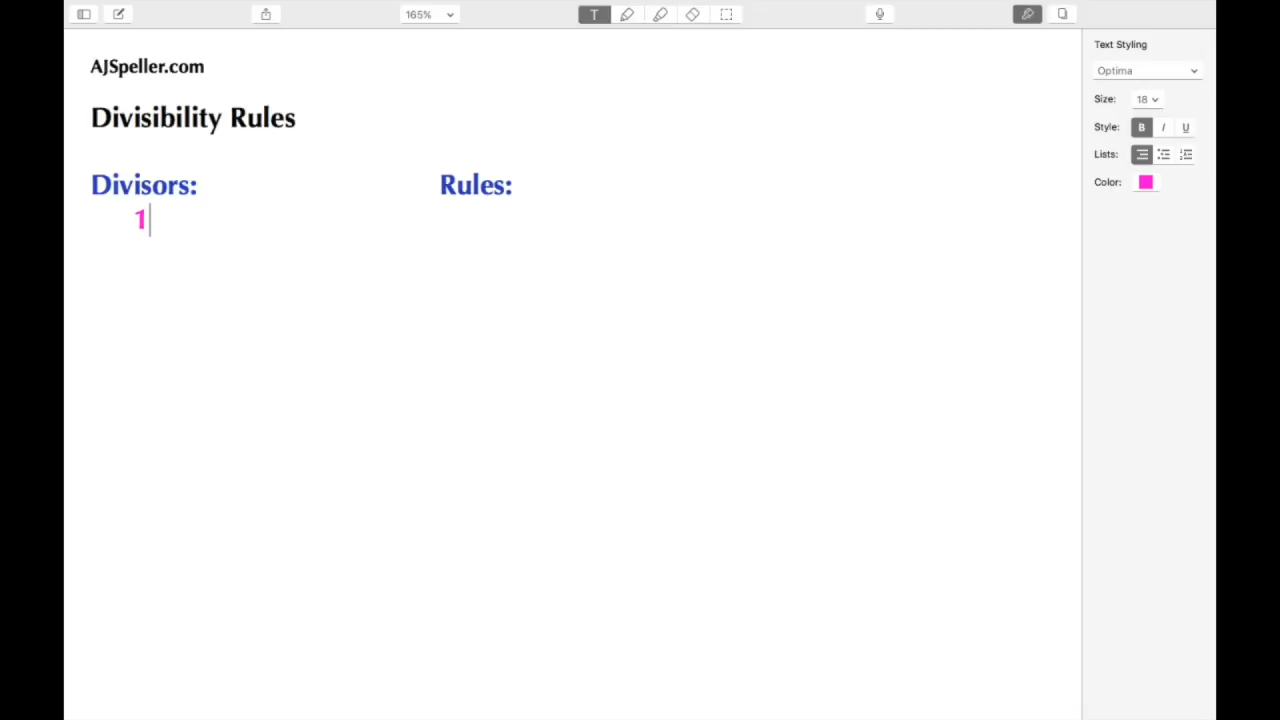 165%
T
AJSpeller.com
Divisibility Rules
Divisors: Rules:
1
Text Styling
Optima
Size: 18
Style: B I U
Lists:
Color: